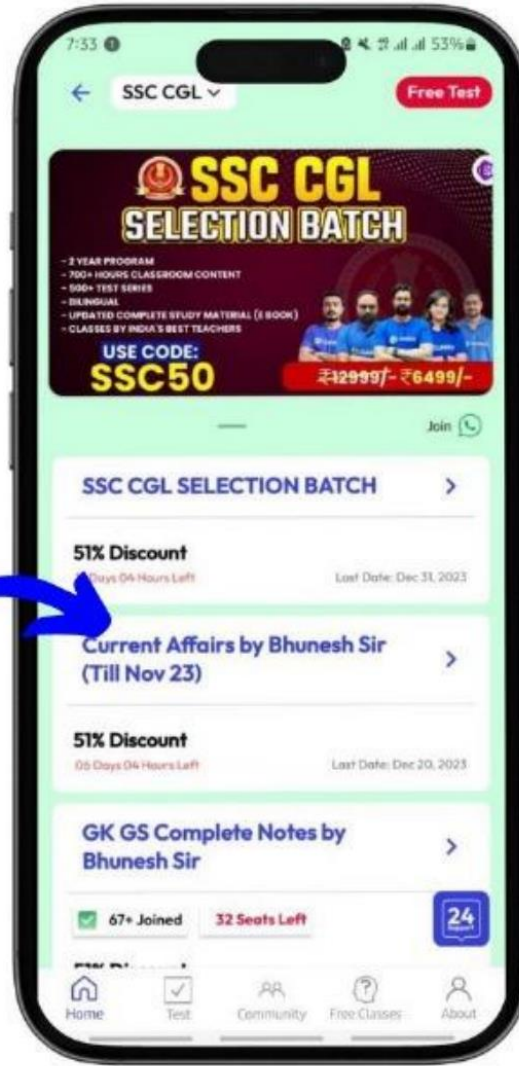 7:33
53%
SSC CGL
Free Test
SSC CGL
SELECTION BATCH
- 2 YEAR PROGRAM
- 700+ HOURS CLASSROOM CONTENT
- 500+ TEST SERIES
- BILINGUAL
- UPDATED COMPLETE STUDY MATERIAL (E BOOK)
- CLASSES BY INDIA'S BEST TEACHERS
USE CODE:
SSC50
₹12999/- ₹6499/-
Join
SSC CGL SELECTION BATCH
51% Discount
Days 04 Hours Left
Last Date: Dec 31, 2023
Current Affairs by Bhunesh Sir
(Till Nov 23)
51% Discount
06 Days 04 Hours Left
Last Date: Dec 20, 2023
GK GS Complete Notes by
Bhunesh Sir
67+ Joined
32 Seats Left
24
Support
Home
Test
Community
Free Classes
About